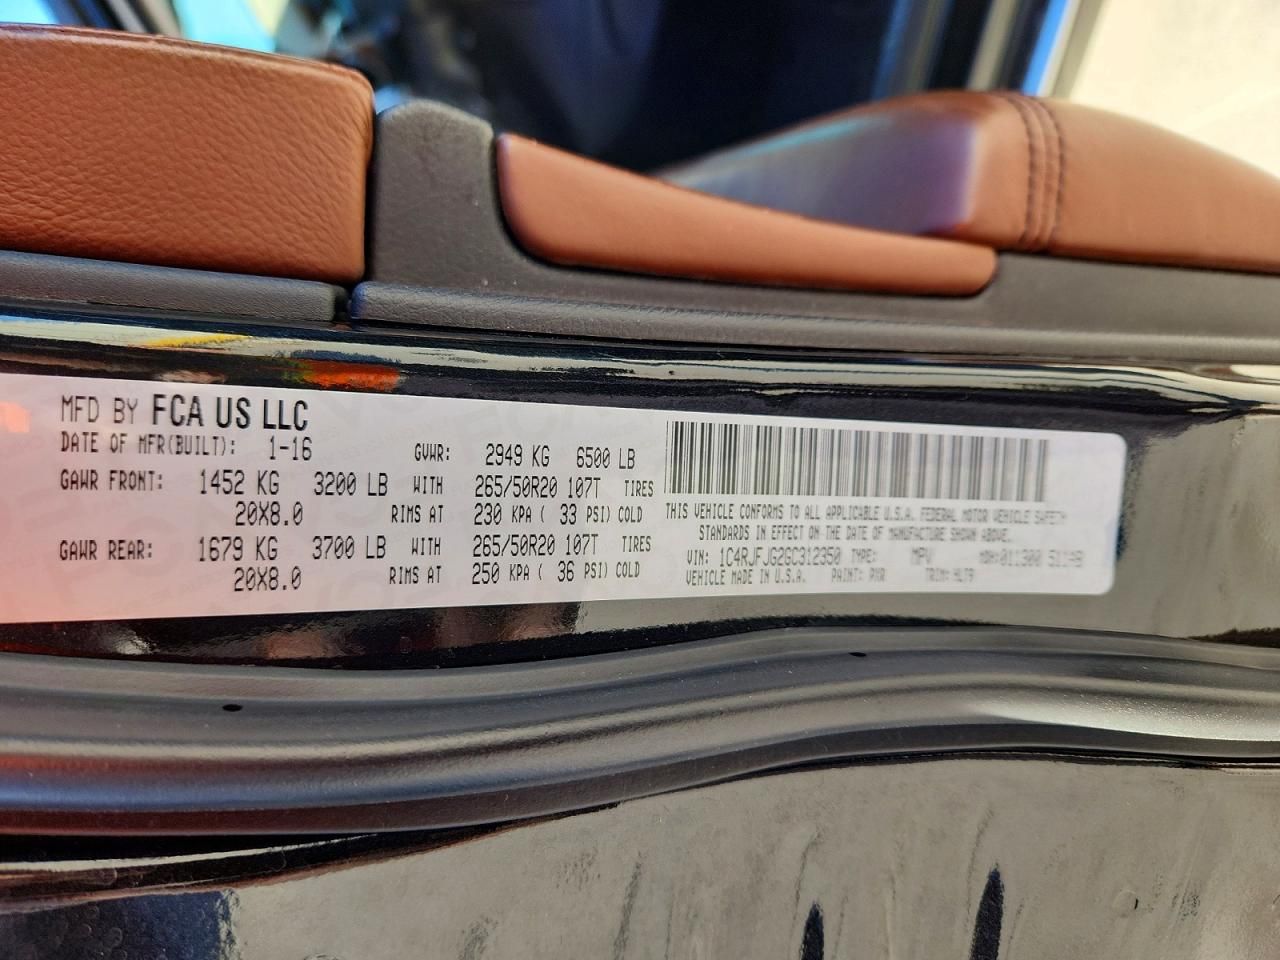 MFD BY FCA US LLC
DATE OF MFR(BUILT): 1-16 GVWR: 2949 KG 6500 LB
GAWR FRONT: 1452 KG 3200 LB WITH 265/50R20 107T TIRES
20X8.0 RIMS AT 230 KPA ( 33 PSI) COLD
GAWR REAR: 1679 KG 3700 LB WITH 265/50R20 107T TIRES
20X8.0 RIMS AT 250 KPA ( 36 PSI) COLD
THIS VEHICLE CONFORMS TO ALL APPLICABLE U.S.A. FEDERAL MOTOR VEHICLE SAFETY
STANDARDS IN EFFECT ON THE DATE OF MANUFACTURE SHOWN ABOVE.
VIN: 1C4RJFJG2GC312350 TYPE: MPV MDH:
VEHICLE MADE IN U.S.A. PAINT: PXR TRIM: